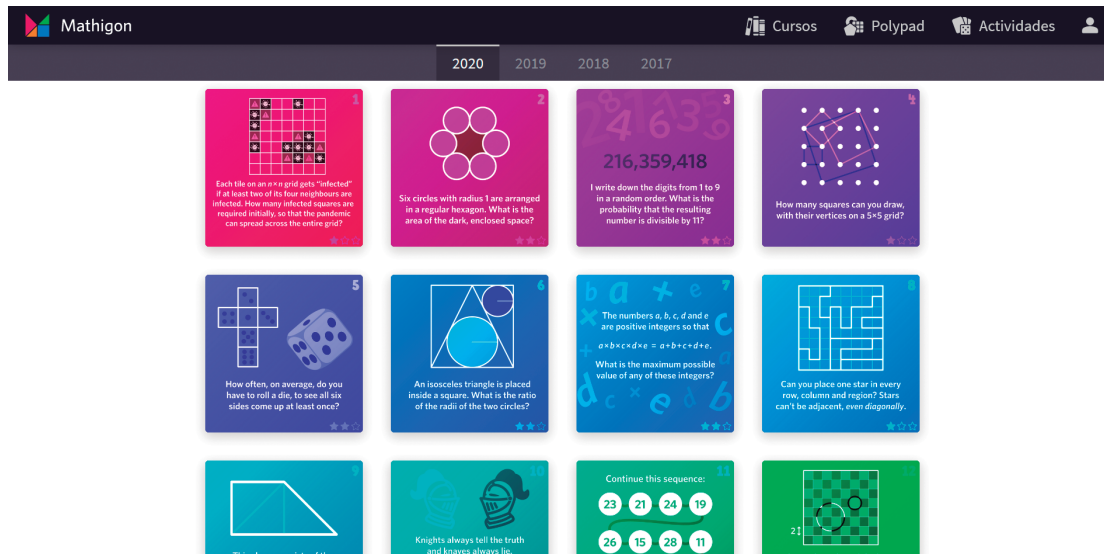 Mathigon
Cursos
Polypad
Actividades
2020
2019
2018
2017
1
Each tile on an n×n grid gets “infected”
if at least two of its four neighbours are
infected. How many infected squares are
required initially, so that the pandemic
can spread across the entire grid?
2
Six circles with radius 1 are arranged
in a regular hexagon. What is the
area of the dark, enclosed space?
3
216,359,418
I write down the digits from 1 to 9
in a random order. What is the
probability that the resulting
number is divisible by 11?
4
How many squares can you draw,
with their vertices on a 5×5 grid?
5
How often, on average, do you
have to roll a die, to see all six
sides come up at least once?
6
An isosceles triangle is placed
inside a square. What is the ratio
of the radii of the two circles?
7
The numbers a, b, c, d and e
are positive integers so that
a×b×c×d×e = a+b+c+d+e.
What is the maximum possible
value of any of these integers?
8
Can you place one star in every
row, column and region? Stars
can’t be adjacent, even diagonally.
9
10
Knights always tell the truth
and knaves always lie.
11
Continue this sequence:
23 21 24 19
26 15 28 11
12
2